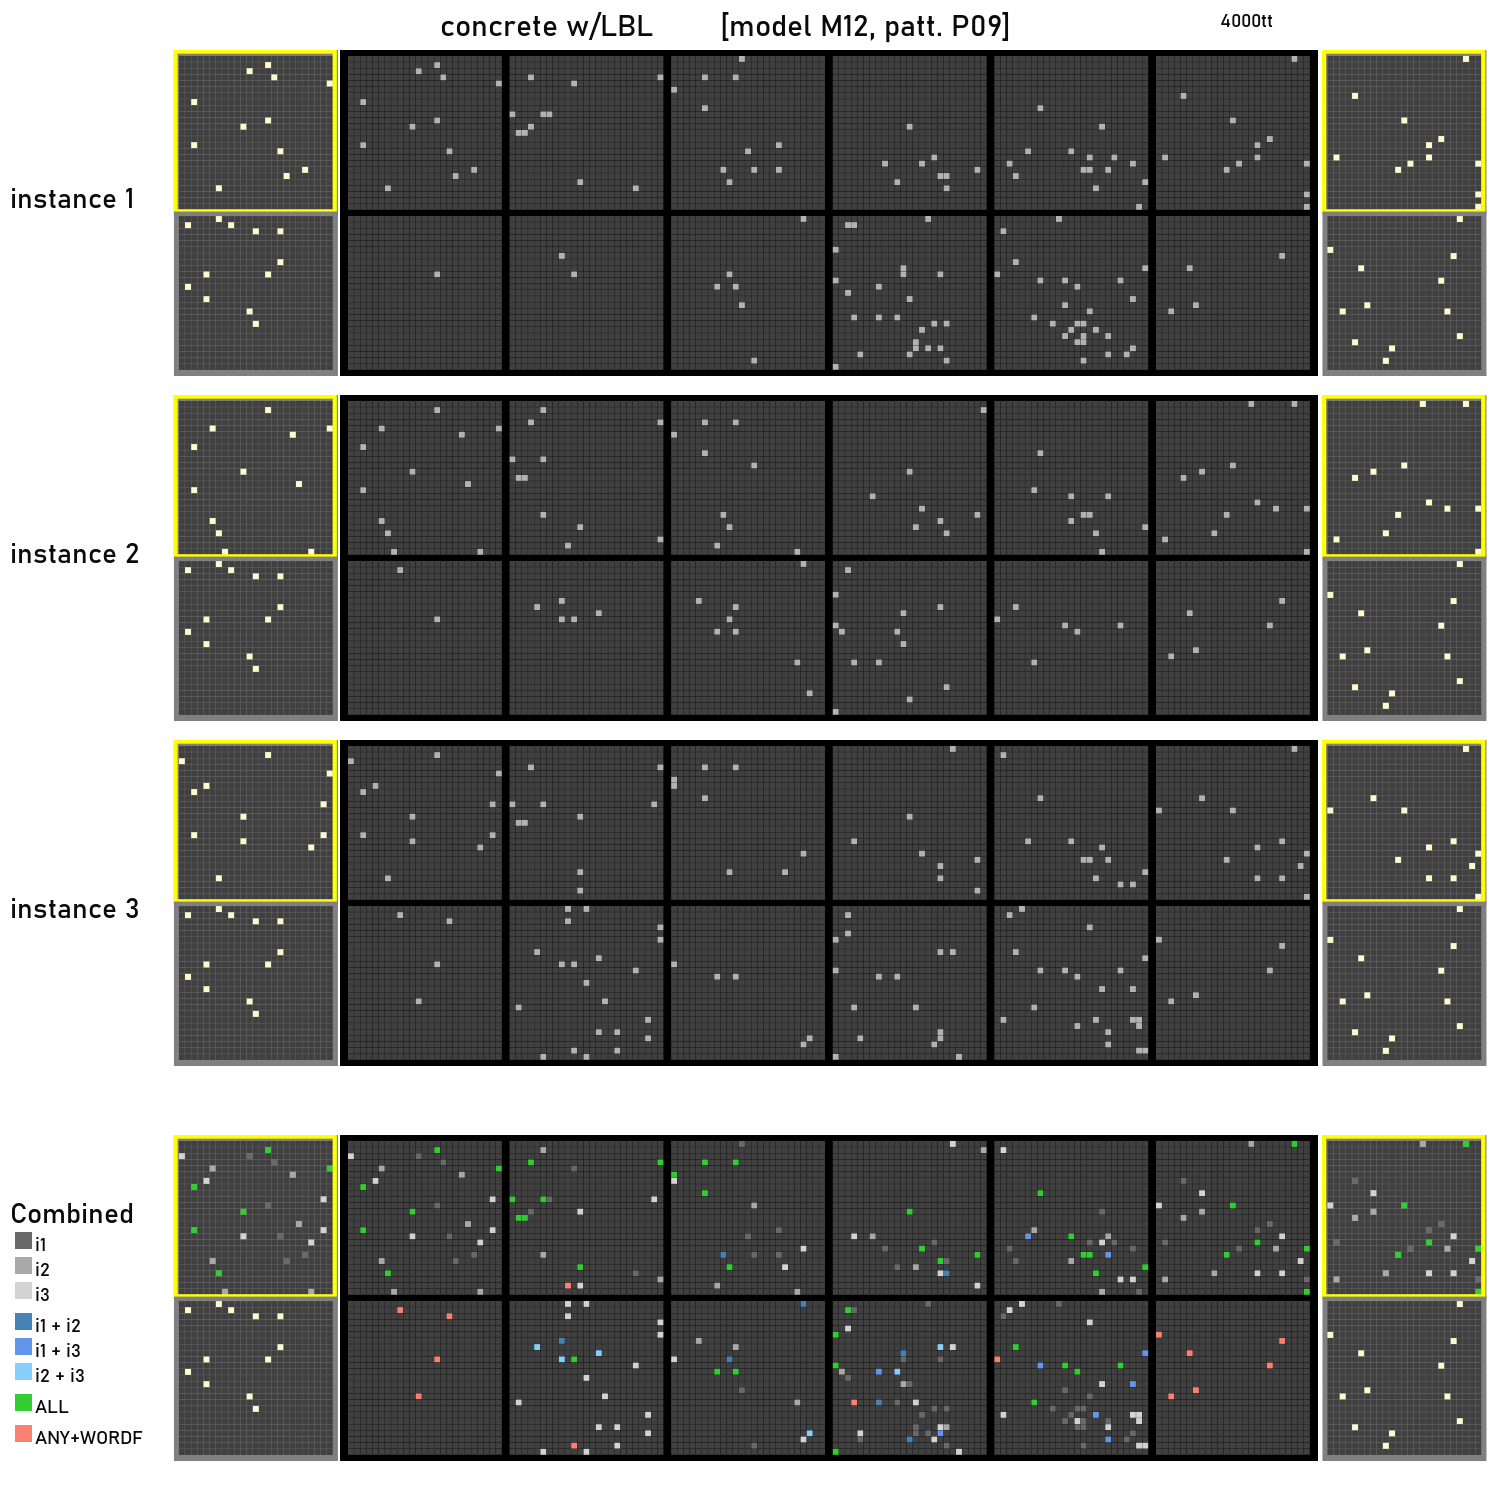 concrete w/LBL [model M12, patt. P09] 4000tt
instance 1
instance 2
instance 3
Combined
i1
i2
i3
i1 + i2
i1 + i3
i2 + i3
ALL
ANY+WORDF